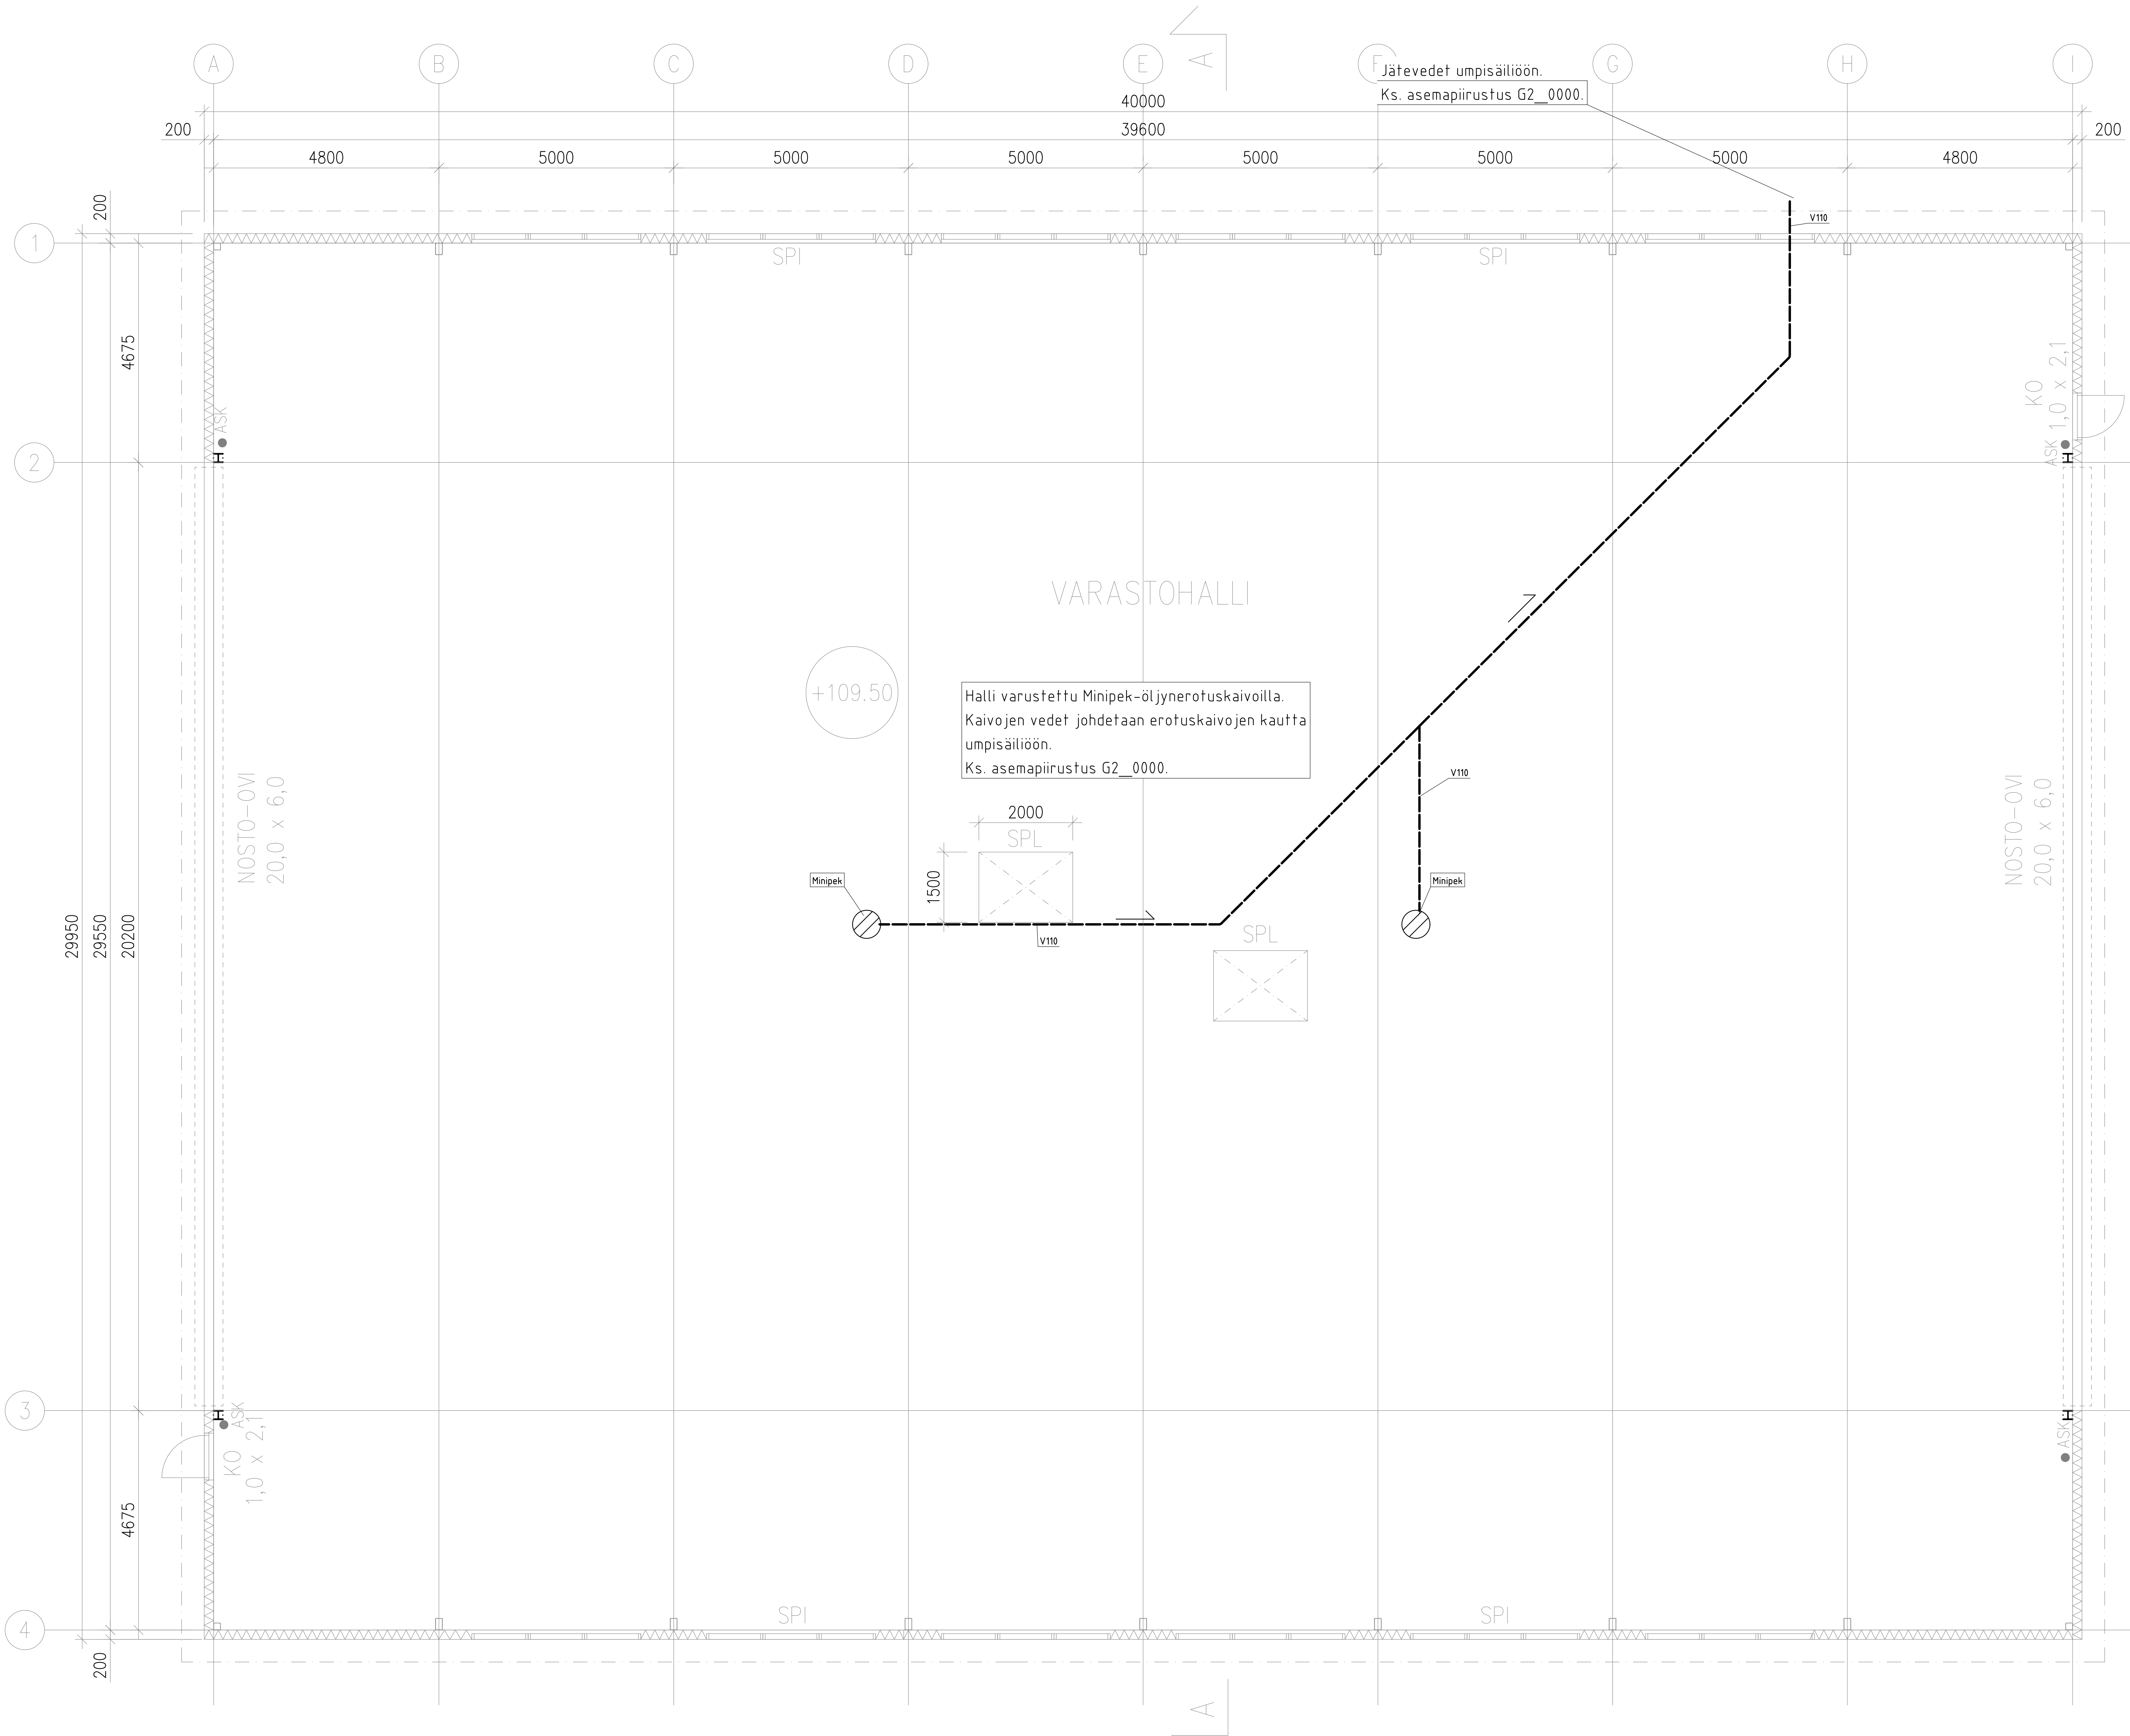 A
A B C D E F G H I
Jätevedet umpisäiliöön.
Ks. asemapiirustus G2__0000.
40000
200 39600 200
4800 5000 5000 5000 5000 5000 5000 4800
200
V110
1
SPI SPI
4675
KO
1,0 x 2,1
ASK
ASK
2
VARASTOHALLI
+109.50
Halli varustettu Minipek-öljynerotuskaivoilla.
Kaivojen vedet johdetaan erotuskaivojen kautta
umpisäiliöön.
Ks. asemapiirustus G2__0000.
V110
NOSTO-OVI
20,0 x 6,0
NOSTO-OVI
20,0 x 6,0
2000
SPL
1500
Minipek
Minipek
29950
29550
20200
V110
SPL
3
ASK
KO
1,0 x 2,1
ASK
4675
SPI SPI
4
200
A